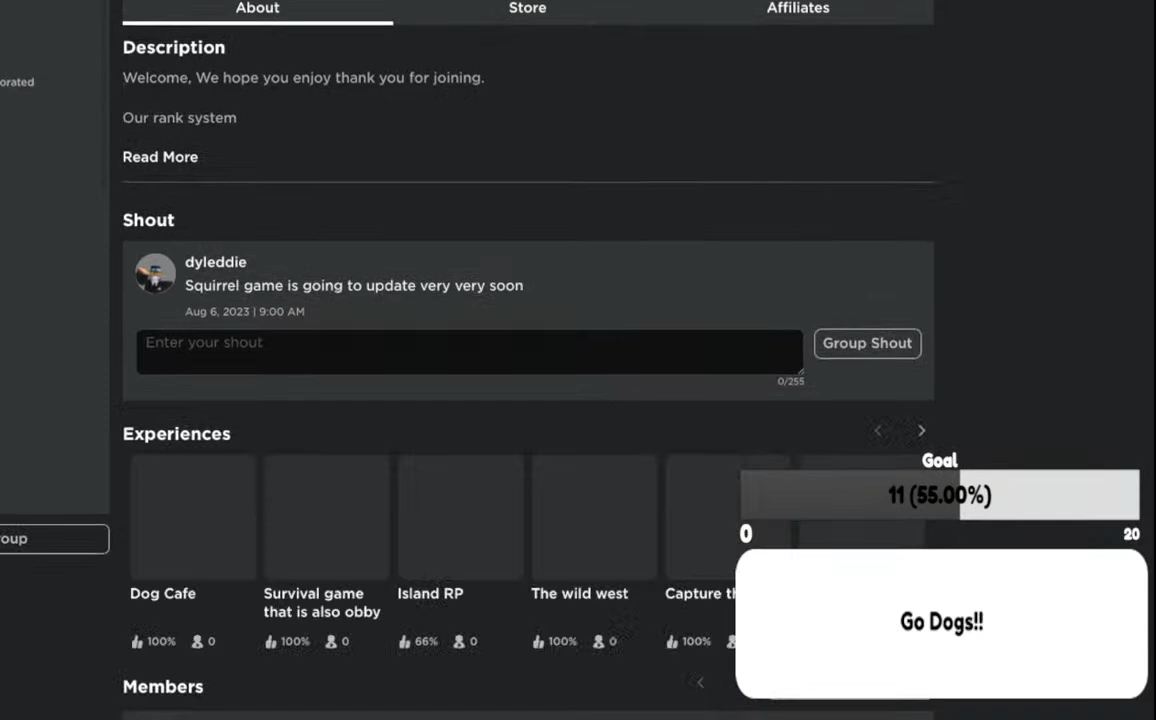 About
Store
Affiliates
Description
orated
Welcome, We hope you enjoy thank you for joining.
Our rank system
Read More
Shout
dyleddie
Squirrel game is going to update very very soon
Aug 6, 2023 | 9:00 AM
Enter your shout
Group Shout
0/255
Experiences
Goal
11 (55.00%)
0
20
oup
Dog Cafe
Survival game
that is also obby
Island RP
The wild west
Capture th
100%
0
100%
0
66%
0
100%
0
100%
Go Dogs!!
Members